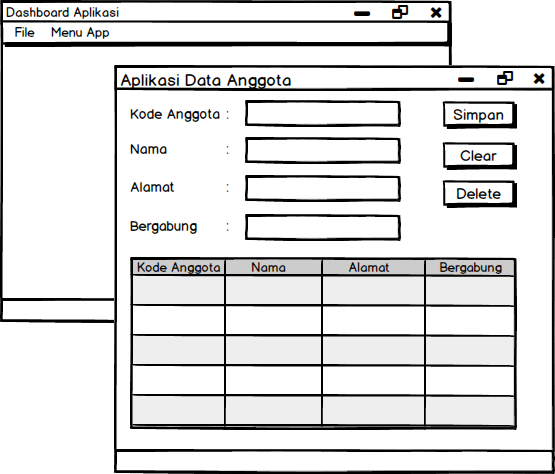 Dashboard Aplikasi
File Menu App
Aplikasi Data Anggota
Kode Anggota : Simpan
Nama : Clear
Alamat : Delete
Bergabung :
Kode Anggota Nama Alamat Bergabung